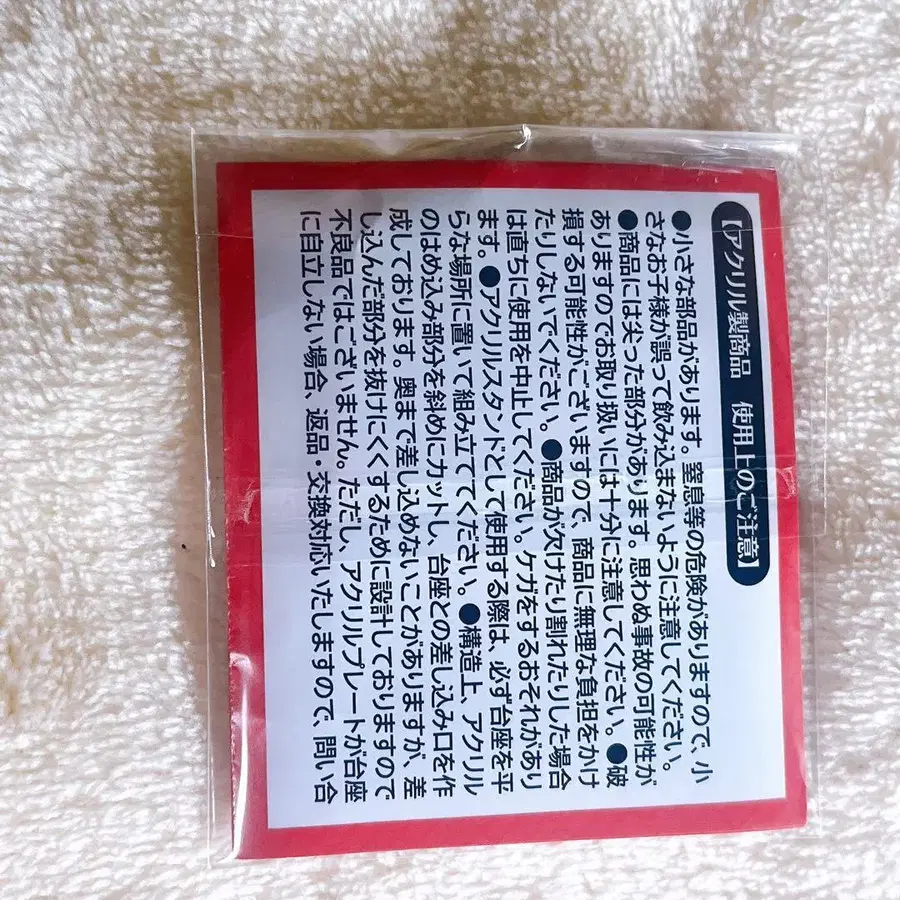 【アクリル製商品　使用上のご注意】
●小さな部品があります。窒息等の危険がありますので、小
さなお子様が誤って飲み込まないように注意してください。
●商品には尖った部分があります。思わぬ事故の可能性が
ありますのでお取り扱いには十分に注意してください。●破
損する可能性がございますので、商品に無理な負担をかけ
たりしないでください。●商品が欠けたり割れたりした場合
は直ちに使用を中止してください。ケガをするおそれがあり
ます。●アクリルスタンドとして使用する際は、必ず台座を平
らな場所に置いて組み立ててください。●構造上、アクリル
のはめ込み部分を斜めにカットし、台座との差し込み口を作
成しております。奥まで差し込めないことがありますが、差
し込んだ部分を抜けにくくするために設計しておりますので
不良品ではございません。ただし、アクリルプレートが台座
に自立しない場合、返品・交換対応いたしますので、問い合